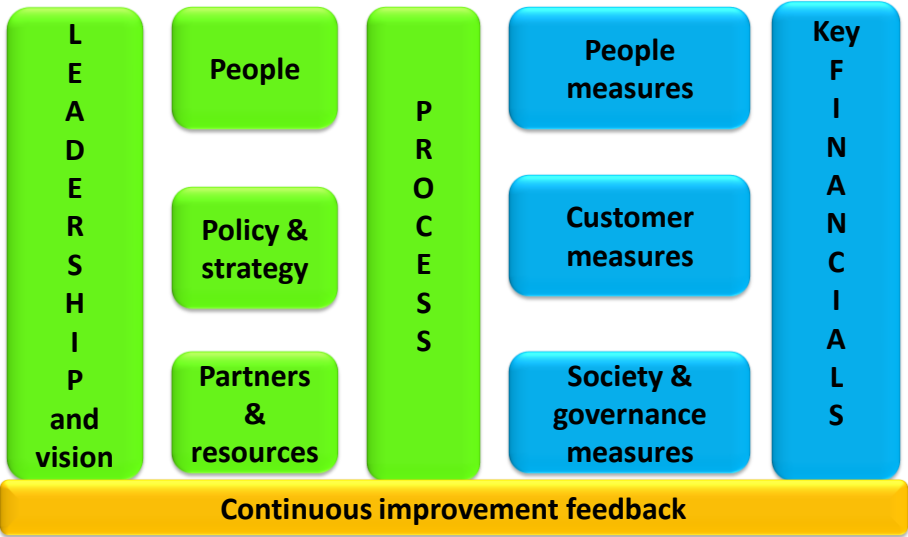 L
E
A
D
E
R
S
H
I
P
and
vision
People
Policy &
strategy
Partners
&
resources
P
R
O
C
E
S
S
People
measures
Customer
measures
Society &
governance
measures
Key
F
I
N
A
N
C
I
A
L
S
Continuous improvement feedback